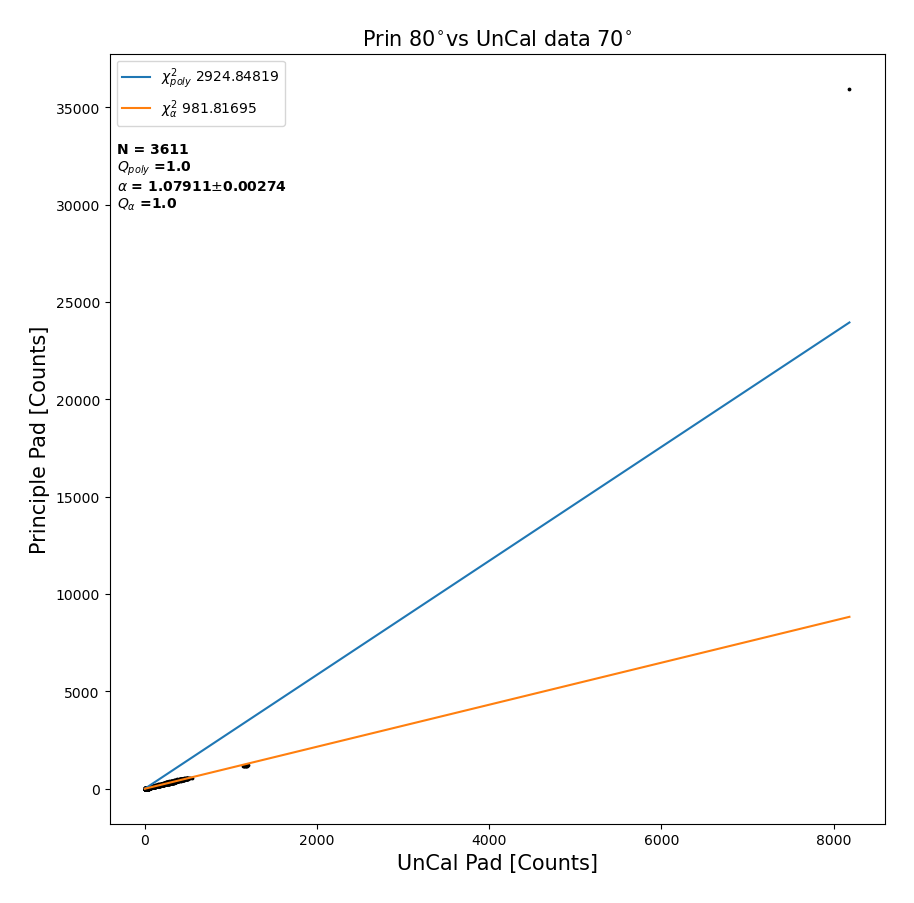 Prin 80°vs UnCal data 70°
χ²poly 2924.84819
χ²α 981.81695
N = 3611
Qpoly =1.0
α = 1.07911±0.00274
Qα =1.0
35000
30000
25000
20000
15000
10000
5000
0
Principle Pad [Counts]
0 2000 4000 6000 8000
UnCal Pad [Counts]